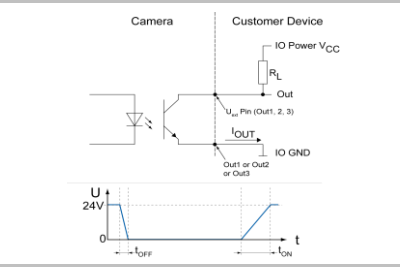 Camera
Customer Device
IO Power VCC
RL
Out
Uext Pin (Out1, 2, 3)
IOUT
IO GND
Out1 or Out2
or Out3
U
24V
0
t
tOFF
tON